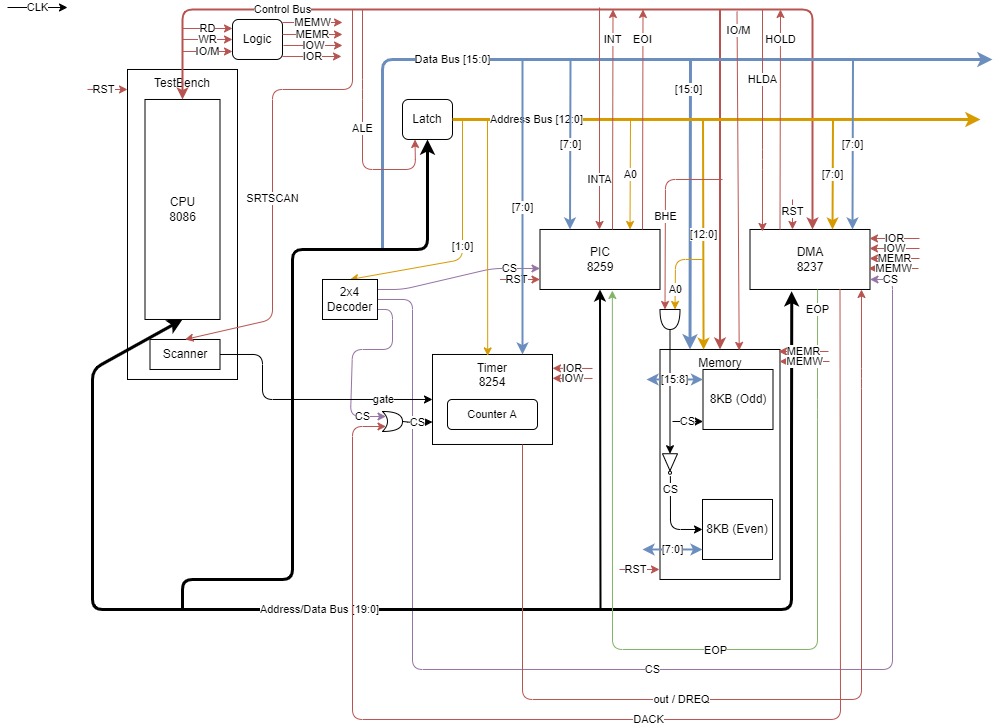 CLK
Control Bus
RD
WR
IO/M
Logic
MEMW
MEMR
IOW
IOR
INT
EOI
IO/M
HOLD
Data Bus [15:0]
RST
TestBench
[15:0]
HLDA
Latch
Address Bus [12:0]
ALE
[7:0]
[7:0]
INTA
A0
[7:0]
CPU
8086
SRTSCAN
[7:0]
BHE
RST
[1:0]
[12:0]
PIC
8259
DMA
8237
IOR
IOW
MEMR
MEMW
CS
CS
RST
2x4
Decoder
A0
EOP
Scanner
Timer
8254
IOR
IOW
Memory
MEMR
MEMW
[15:8]
8KB (Odd)
gate
Counter A
CS
CS
CS
CS
8KB (Even)
[7:0]
RST
Address/Data Bus [19:0]
EOP
CS
out / DREQ
DACK